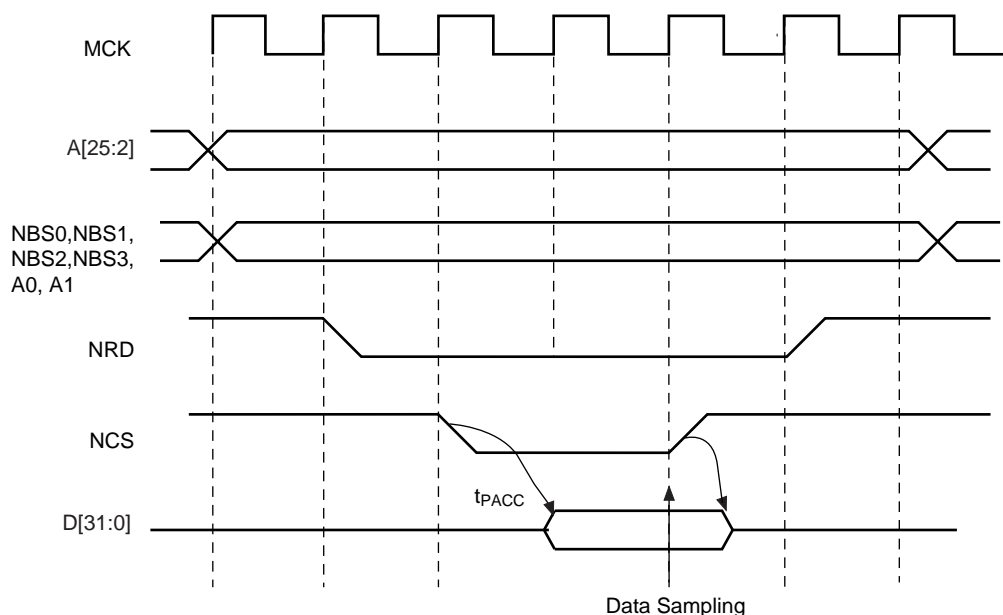 MCK
A[25:2]
NBS0,NBS1,
NBS2,NBS3,
A0, A1
NRD
NCS
tPACC
D[31:0]
Data Sampling